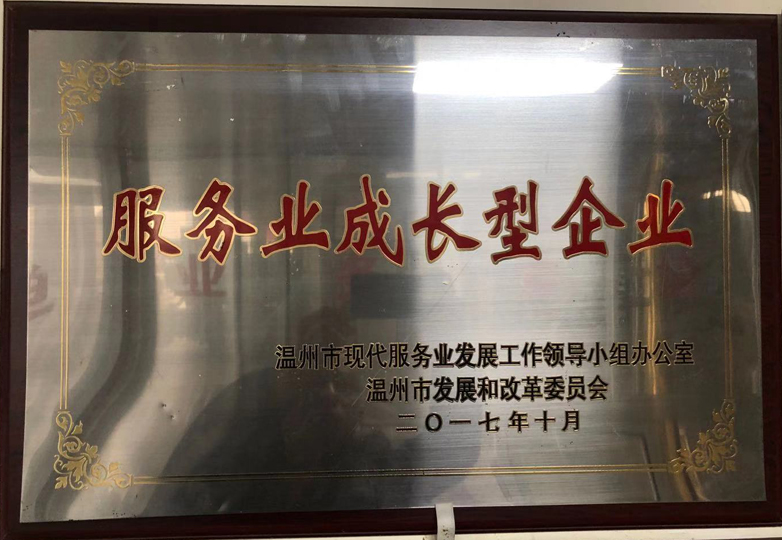 服务业成长型企业
温州市现代服务业发展工作领导小组办公室
温州市发展和改革委员会
二〇一七年十月